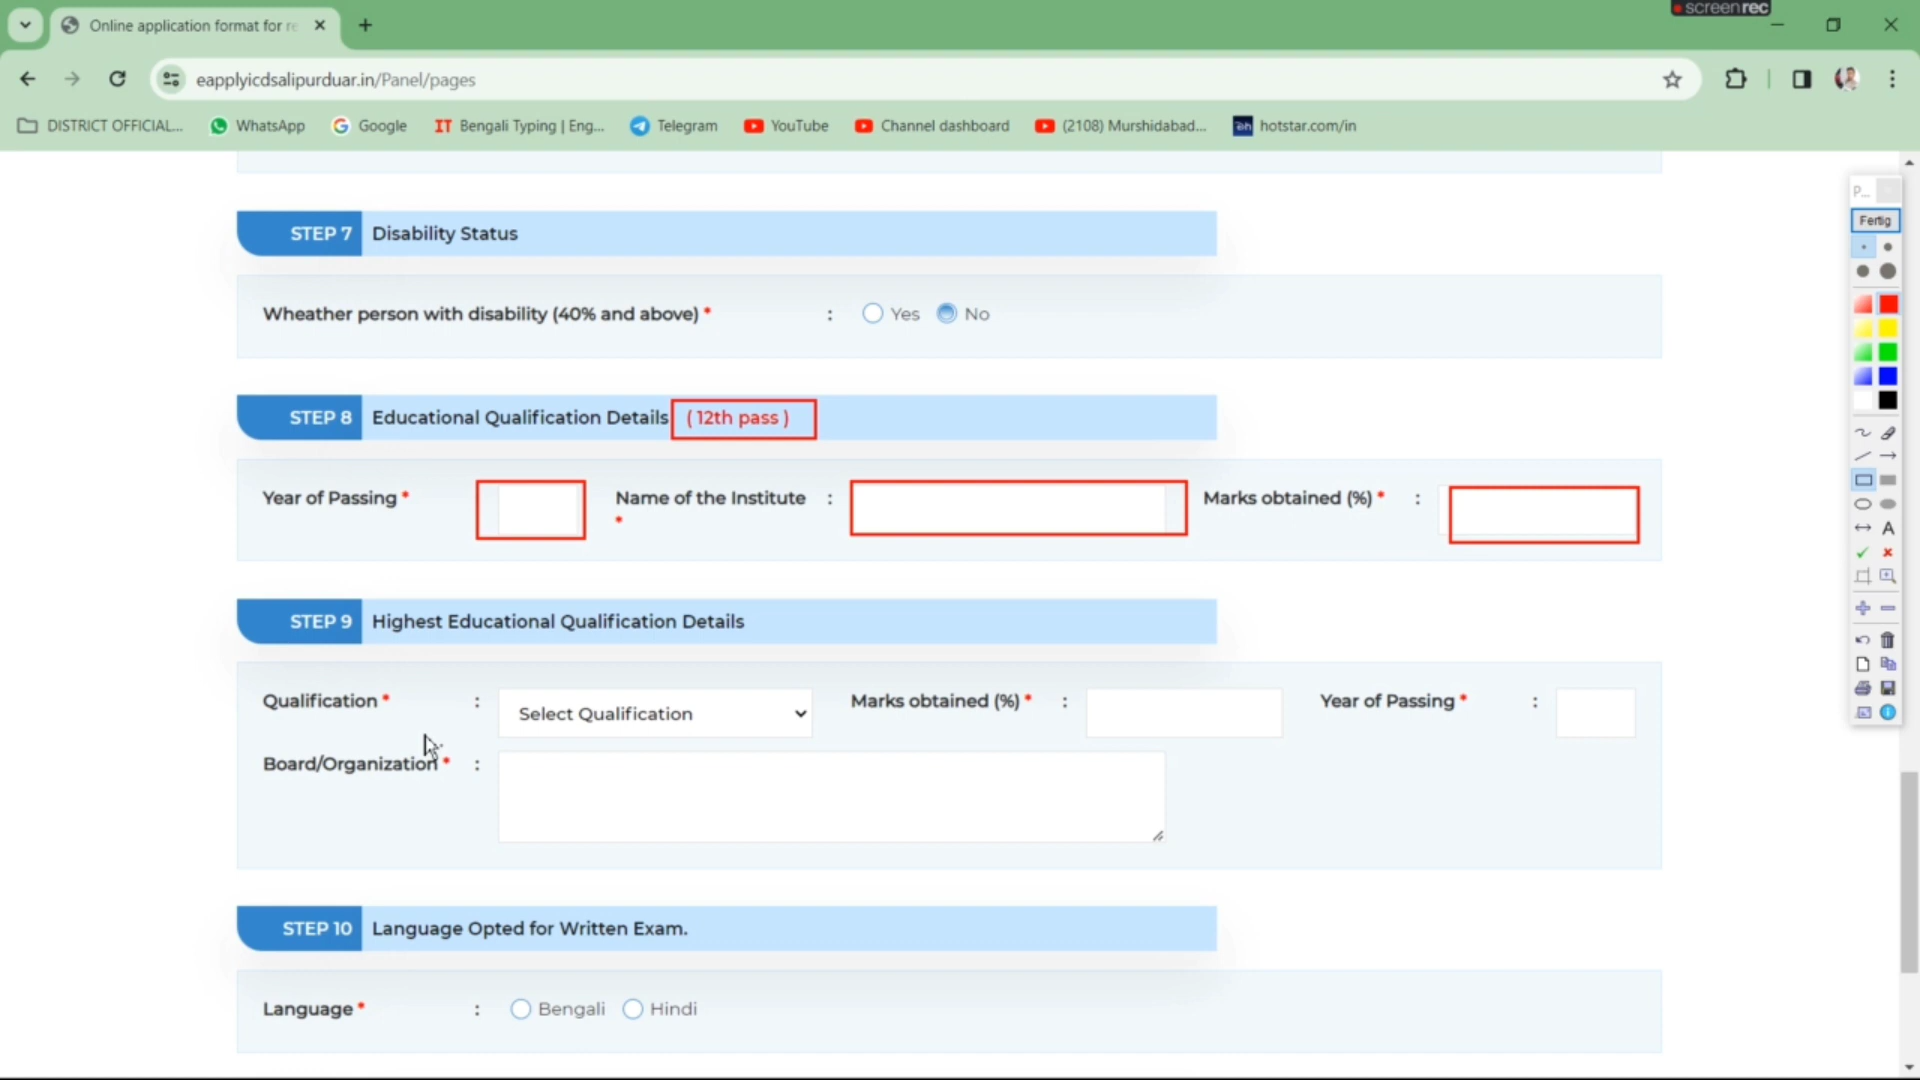 screenrec
Online application format for re
eapplyicdsalipurduar.in/Panel/pages
DISTRICT OFFICIAL... WhatsApp Google IT Bengali Typing | Eng... Telegram YouTube Channel dashboard (2108) Murshidabad... hotstar.com/in
P...
Fertig
STEP 7 Disability Status
Wheather person with disability (40% and above) * : Yes No
STEP 8 Educational Qualification Details ( 12th pass )
Year of Passing * Name of the Institute : Marks obtained (%) * :
*
STEP 9 Highest Educational Qualification Details
Qualification * : Select Qualification Marks obtained (%) * : Year of Passing * :
Board/Organization * :
STEP 10 Language Opted for Written Exam.
Language * : Bengali Hindi